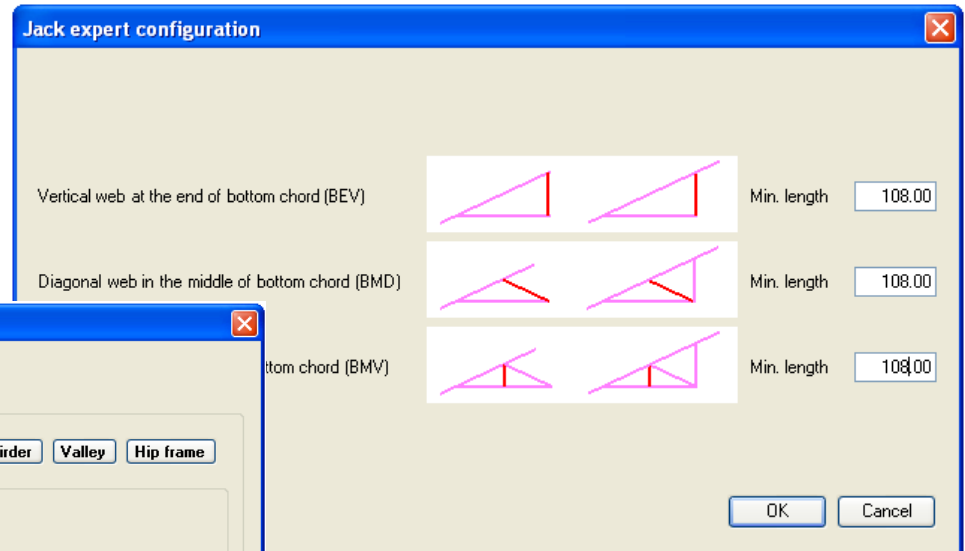 Jack expert configuration
Vertical web at the end of bottom chord (BEV)
Min. length
108.00
Diagonal web in the middle of bottom chord (BMD)
Min. length
108.00
chord (BMV)
Min. length
108.00
Valley
Hip frame
OK
Cancel